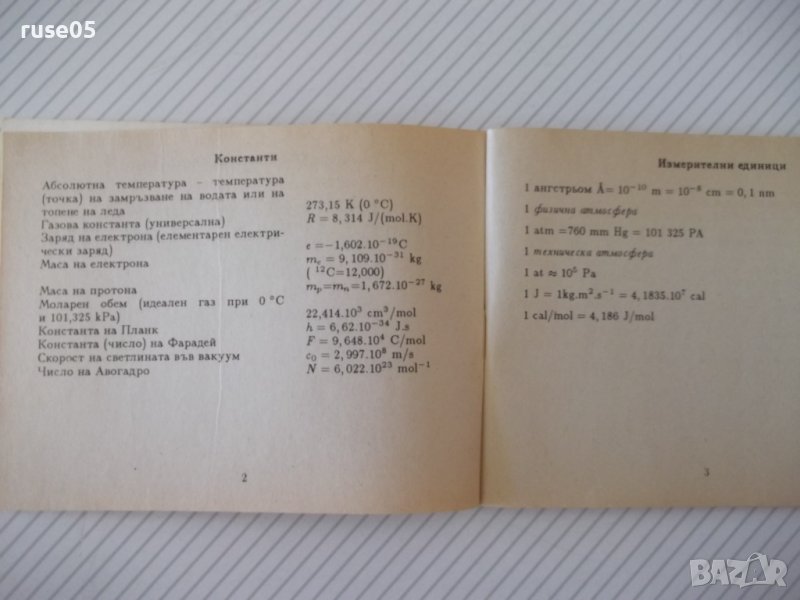 ruse05
Константи
Абсолютна температура – температура
(точка) на замръзване на водата или на
топене на леда 273,15 K (0 °C)
Газова константа (универсална) R = 8,314 J/(mol.K)
Заряд на електрона (елементарен електри-
чески заряд) e = −1,602.10⁻¹⁹C
Маса на електрона mₑ = 9,109.10⁻³¹ kg
(¹²C=12,000)
Маса на протона mₚ=mₙ=1,672.10⁻²⁷ kg
Моларен обем (идеален газ при 0 °C
и 101,325 kPa) 22,414.10³ cm³/mol
Константа на Планк h = 6,62.10⁻³⁴ J.s
Константа (число) на Фарадей F = 9,648.10⁴ C/mol
Скорост на светлината във вакуум c₀ = 2,997.10⁸ m/s
Число на Авогадро N = 6,022.10²³ mol⁻¹
2
Измерителни единици
1 ангстрьом Å= 10⁻¹⁰ m = 10⁻⁸ cm = 0,1 nm
1 физична атмосфера
1 atm =760 mm Hg = 101 325 PA
1 техническа атмосфера
1 at ≈ 10⁵ Pa
1 J = 1kg.m².s⁻¹ = 4,1835.10⁷ cal
1 cal/mol = 4,186 J/mol
3
BAZAR